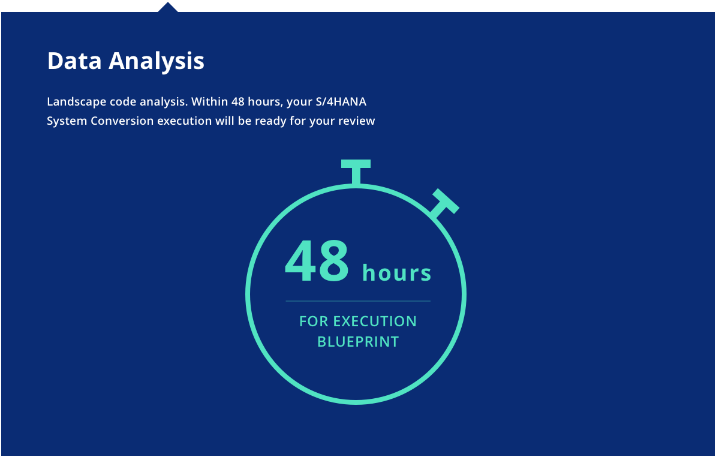 Data Analysis
Landscape code analysis. Within 48 hours, your S/4HANA
System Conversion execution will be ready for your review
48 hours
FOR EXECUTION
BLUEPRINT